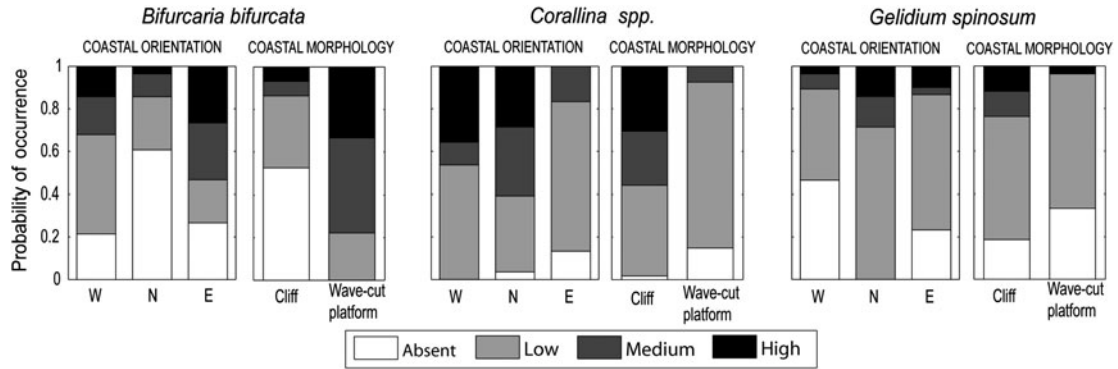 Bifurcaria bifurcata
Corallina spp.
Gelidium spinosum
COASTAL ORIENTATION
COASTAL MORPHOLOGY
COASTAL ORIENTATION
COASTAL MORPHOLOGY
COASTAL ORIENTATION
COASTAL MORPHOLOGY
Probability of occurrence
1
0.8
0.6
0.4
0.2
0
W
N
E
Cliff
Wave-cut
platform
W
N
E
Cliff
Wave-cut
platform
W
N
E
Cliff
Wave-cut
platform
Absent
Low
Medium
High